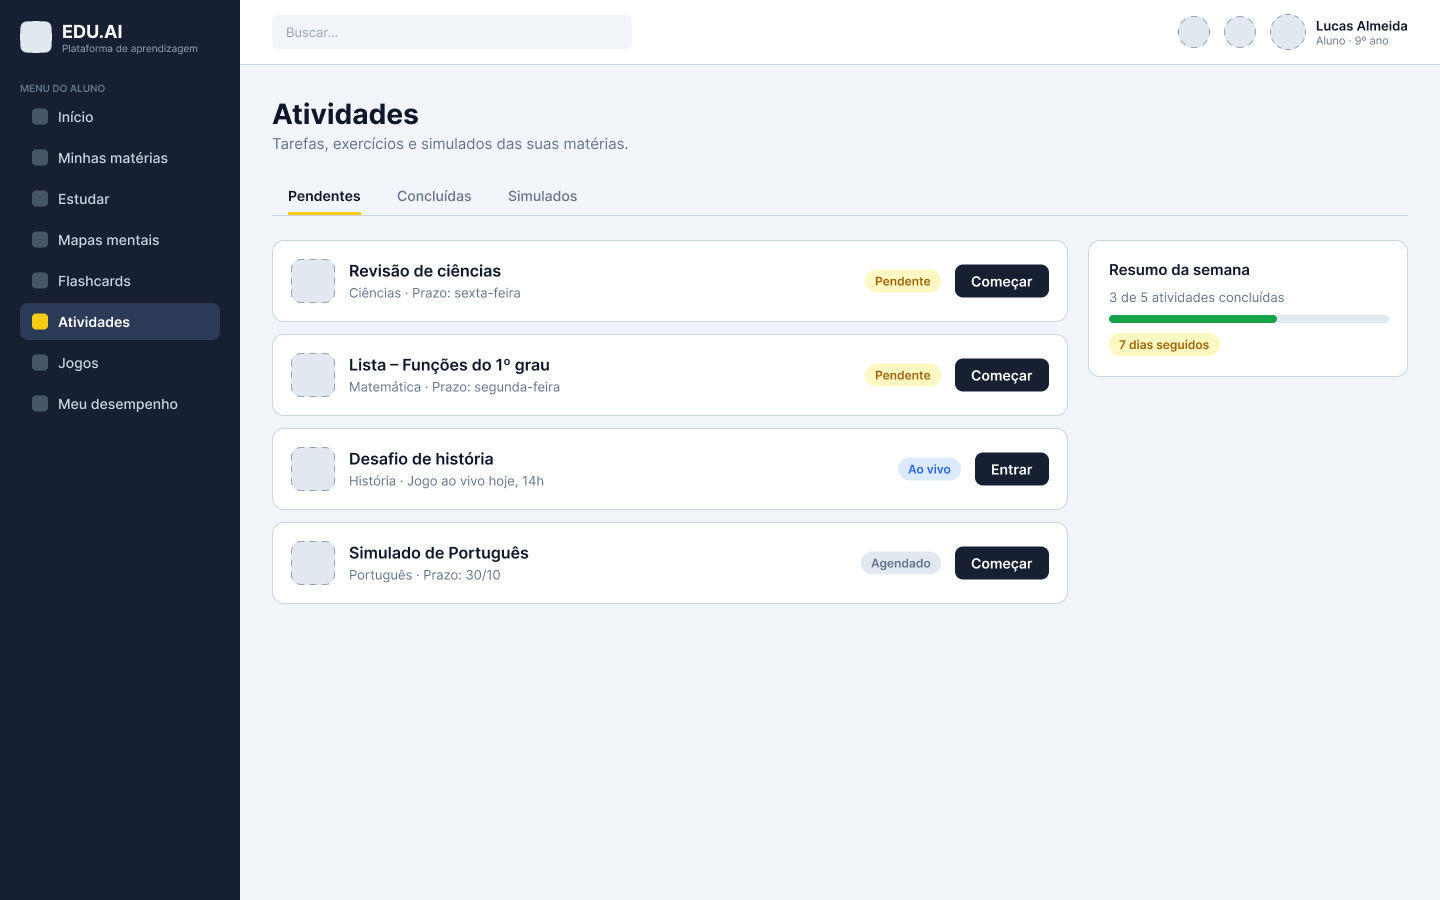 EDU.AI
Plataforma de aprendizagem
MENU DO ALUNO
Início
Minhas matérias
Estudar
Mapas mentais
Flashcards
Atividades
Jogos
Meu desempenho
Buscar...
Lucas Almeida
Aluno · 9º ano
Atividades
Tarefas, exercícios e simulados das suas matérias.
Pendentes
Concluídas
Simulados
Revisão de ciências
Ciências · Prazo: sexta-feira
Pendente
Começar
Lista – Funções do 1º grau
Matemática · Prazo: segunda-feira
Pendente
Começar
Desafio de história
História · Jogo ao vivo hoje, 14h
Ao vivo
Entrar
Simulado de Português
Português · Prazo: 30/10
Agendado
Começar
Resumo da semana
3 de 5 atividades concluídas
7 dias seguidos